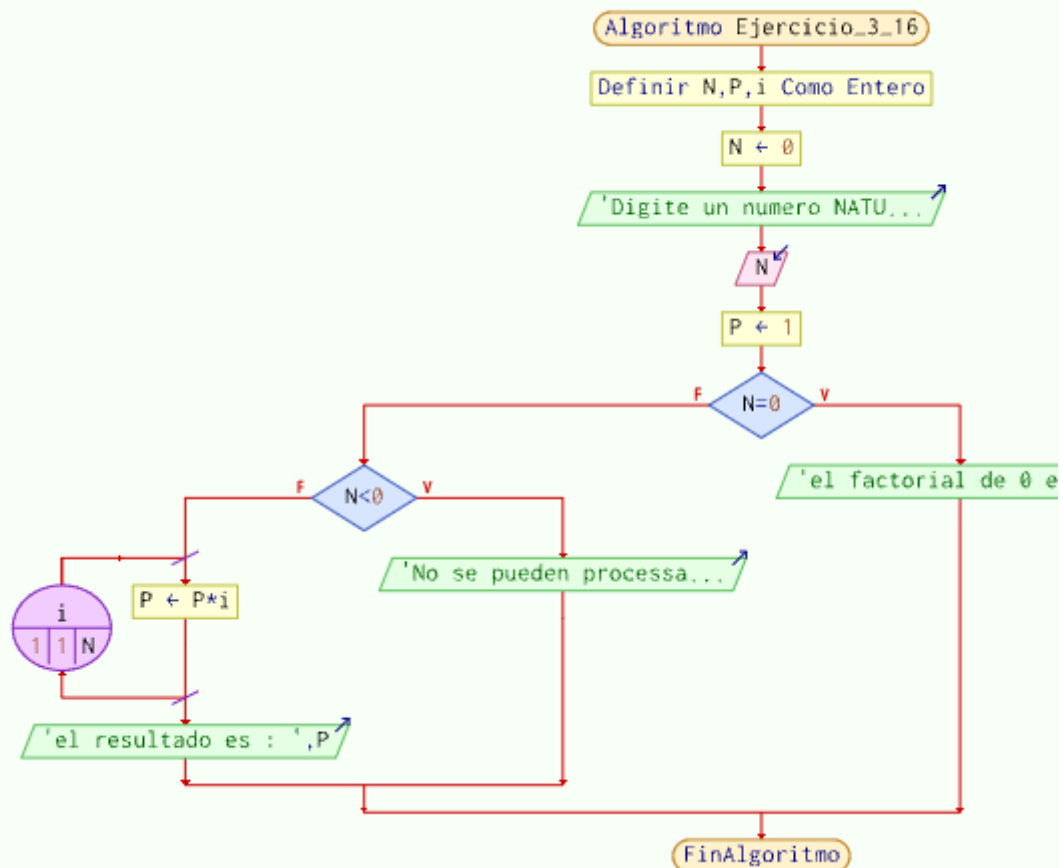 Algoritmo Ejercicio_3_16
Definir N,P,i Como Entero
N ← 0
'Digite un numero NATU...
N
P ← 1
F
N=0
V
'el factorial de 0 e
F
N<0
V
'No se pueden processa...
P ← P*i
i
1 1 N
'el resultado es : ',P
FinAlgoritmo